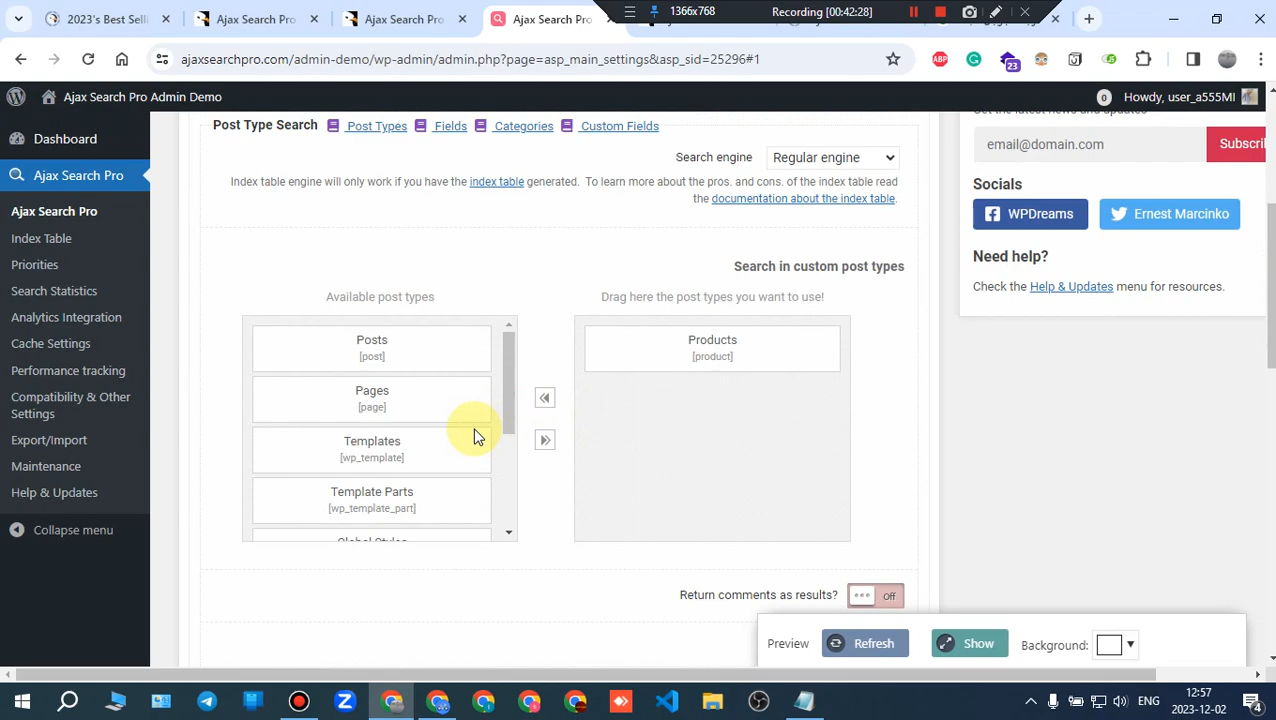 2023's Best Selli
Ajax Search Pro
Ajax Search Pro
Ajax Search Pro
1366x768
Recording [00:42:28]
ajaxsearchpro.com/admin-demo/wp-admin/admin.php?page=asp_main_settings&asp_sid=25296#1
ABP
23
Ajax Search Pro Admin Demo
0
Howdy, user_a555MI
Dashboard
Ajax Search Pro
Ajax Search Pro
Index Table
Priorities
Search Statistics
Analytics Integration
Cache Settings
Performance tracking
Compatibility & Other
Settings
Export/Import
Maintenance
Help & Updates
Collapse menu
Post Type Search Post Types Fields Categories Custom Fields
Search engine Regular engine
Index table engine will only work if you have the index table generated. To learn more about the pros. and cons. of the index table read
the documentation about the index table.
Search in custom post types
Available post types
Drag here the post types you want to use!
Posts
[post]
Pages
[page]
Templates
[wp_template]
Template Parts
[wp_template_part]
Global Styles
Products
[product]
Return comments as results? Off
Preview Refresh Show Background:
email@domain.com Subscri
Socials
WPDreams Ernest Marcinko
Need help?
Check the Help & Updates menu for resources.
ENG
12:57
2023-12-02
4